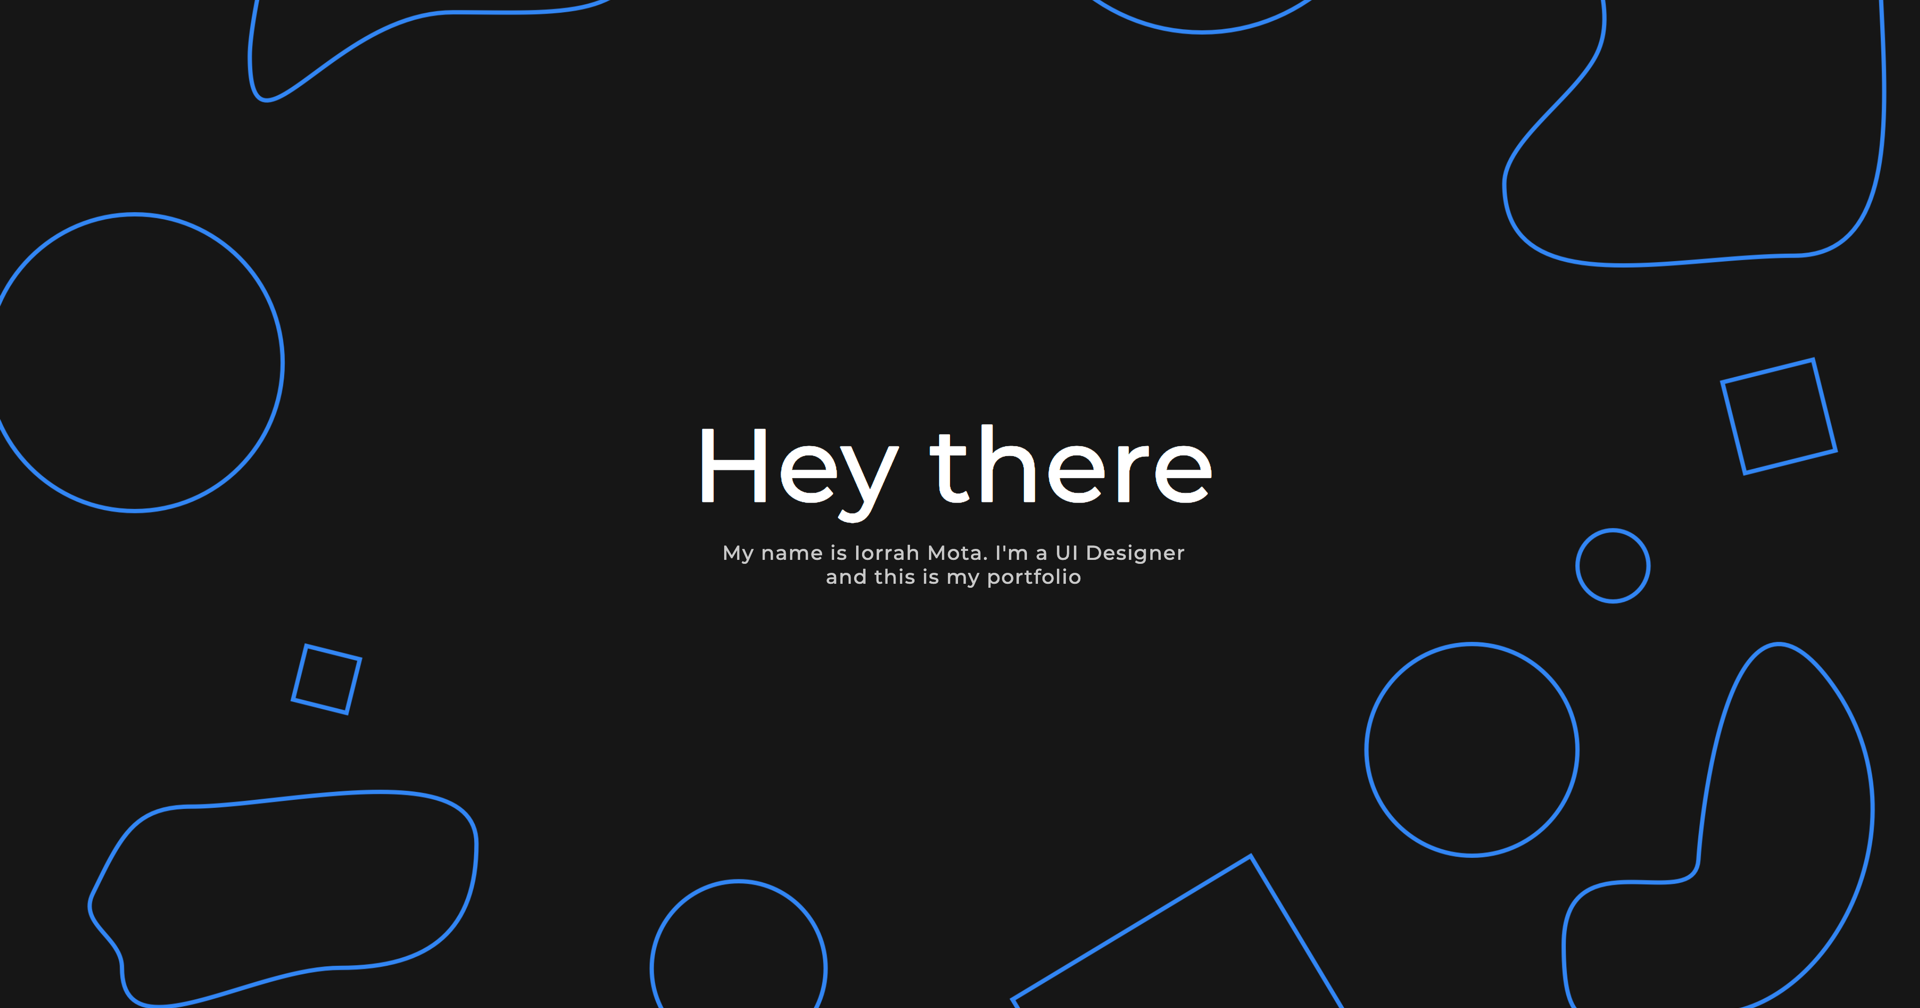 Hey there
My name is Iorrah Mota. I'm a UI Designer
and this is my portfolio